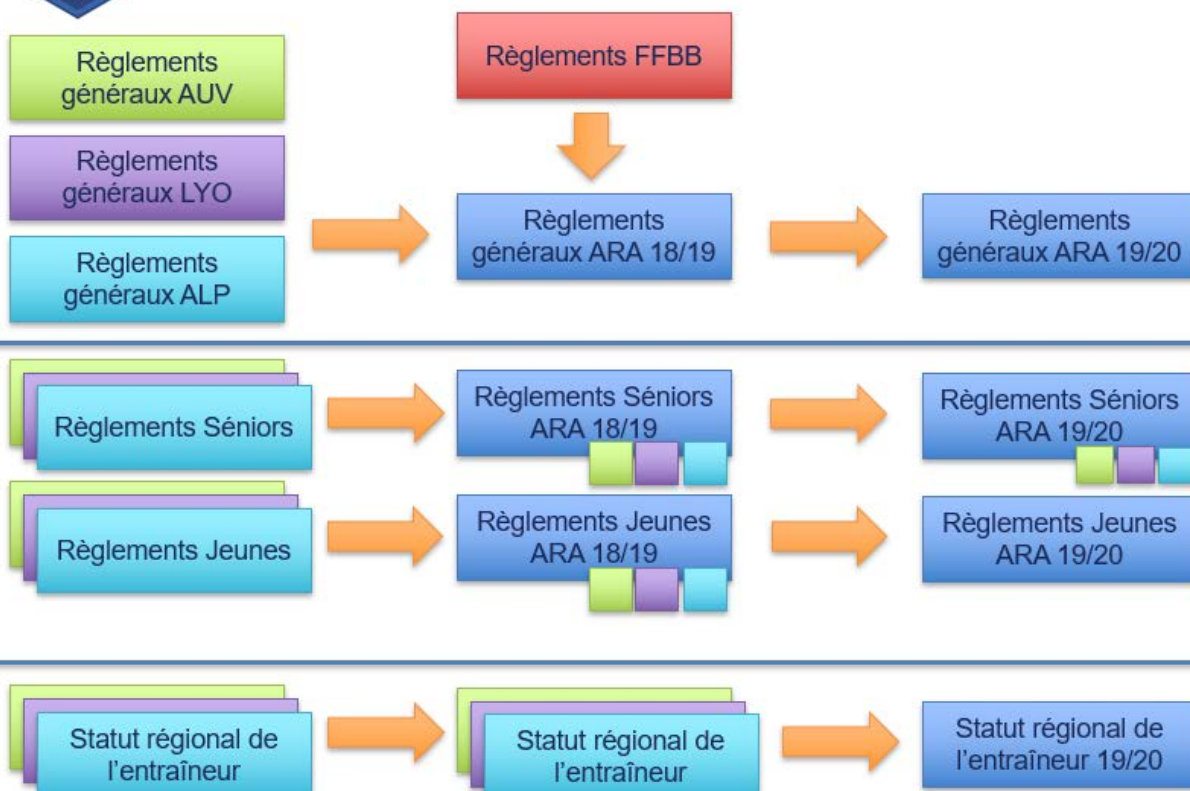 Règlements
généraux AUV
Règlements FFBB
Règlements
généraux LYO
Règlements
généraux ARA 18/19
Règlements
généraux ARA 19/20
Règlements
généraux ALP
Règlements Séniors
Règlements Séniors
ARA 18/19
Règlements Séniors
ARA 19/20
Règlements Jeunes
Règlements Jeunes
ARA 18/19
Règlements Jeunes
ARA 19/20
Statut régional de
l'entraîneur
Statut régional de
l'entraîneur
Statut régional de
l'entraîneur 19/20